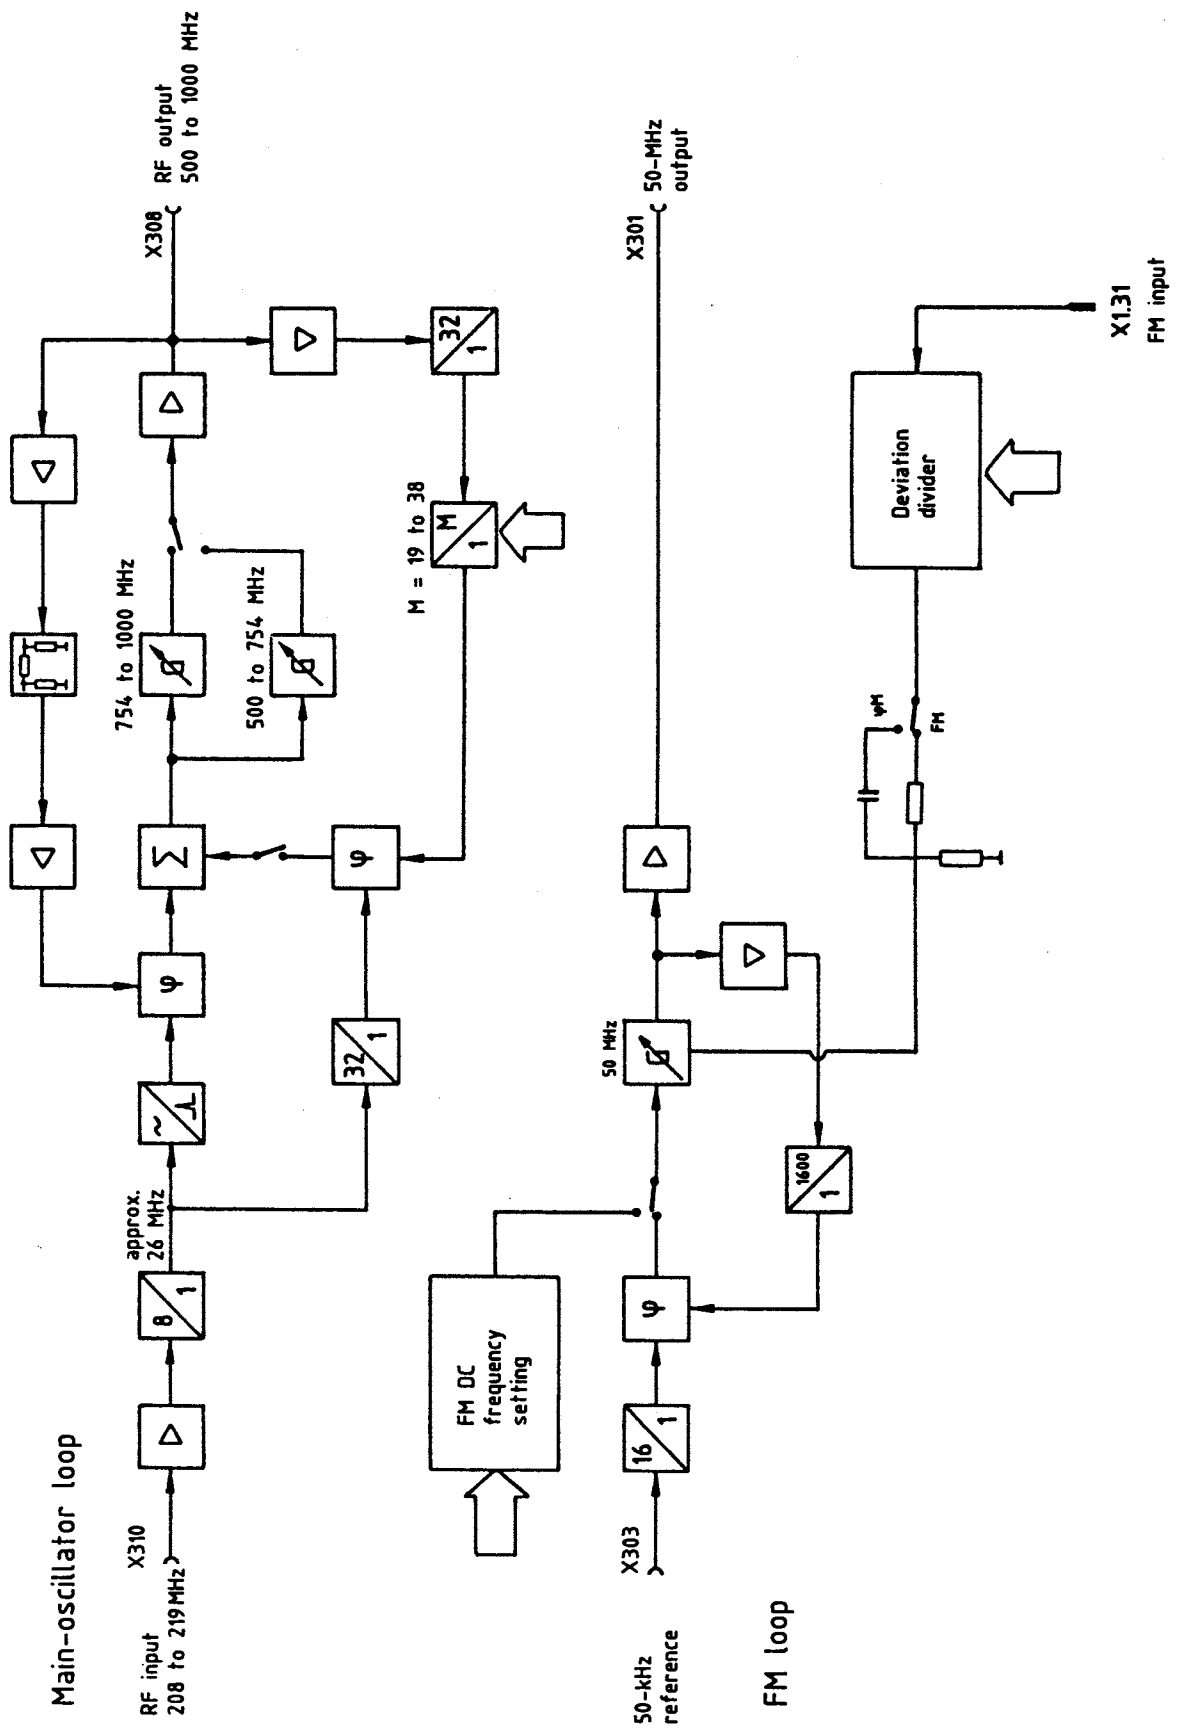 Main-oscillator loop
RF input
208 to 219MHz
X310
8
1
approx.
26 MHz
~
φ
Σ
754 to 1000 MHz
500 to 754 MHz
X308
RF output
500 to 1000 MHz
32
1
φ
M = 19 to 38
M
1
32
1
FM DC
frequency
setting
50-kHz
reference
X303
16
1
φ
50 MHz
1600
1
X301
50-MHz
output
φM
FM
Deviation
divider
X1.31
FM input
FM loop